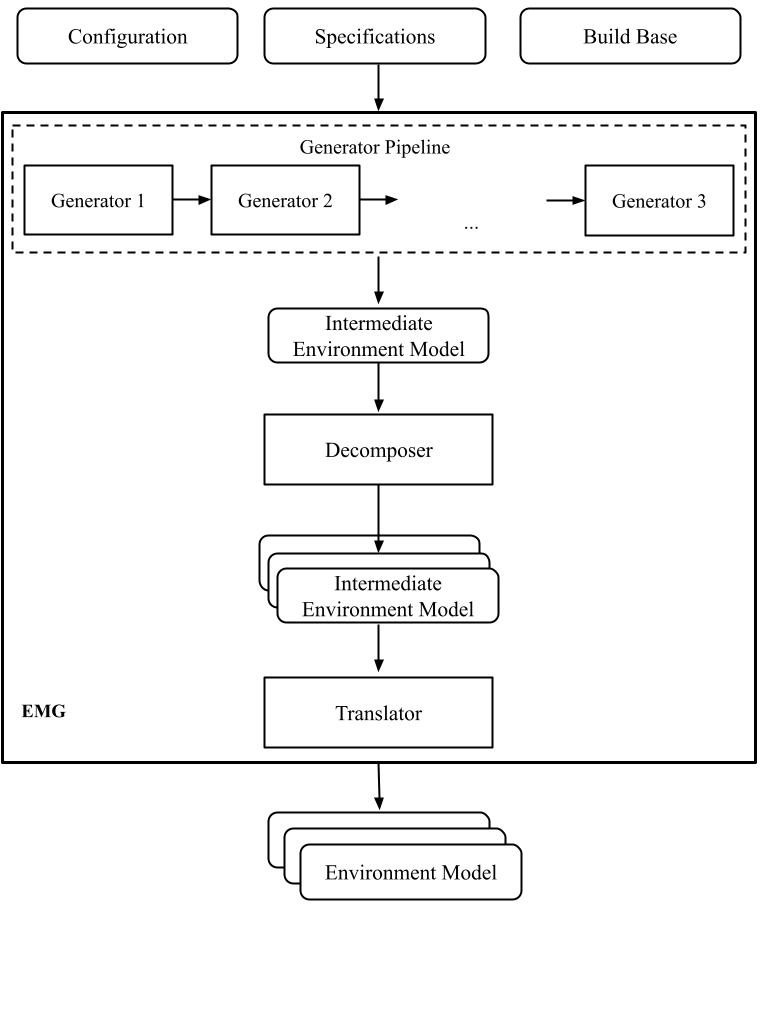 Configuration
Specifications
Build Base
Generator Pipeline
Generator 1
Generator 2
...
Generator 3
Intermediate
Environment Model
Decomposer
Intermediate
Environment Model
EMG
Translator
Environment Model